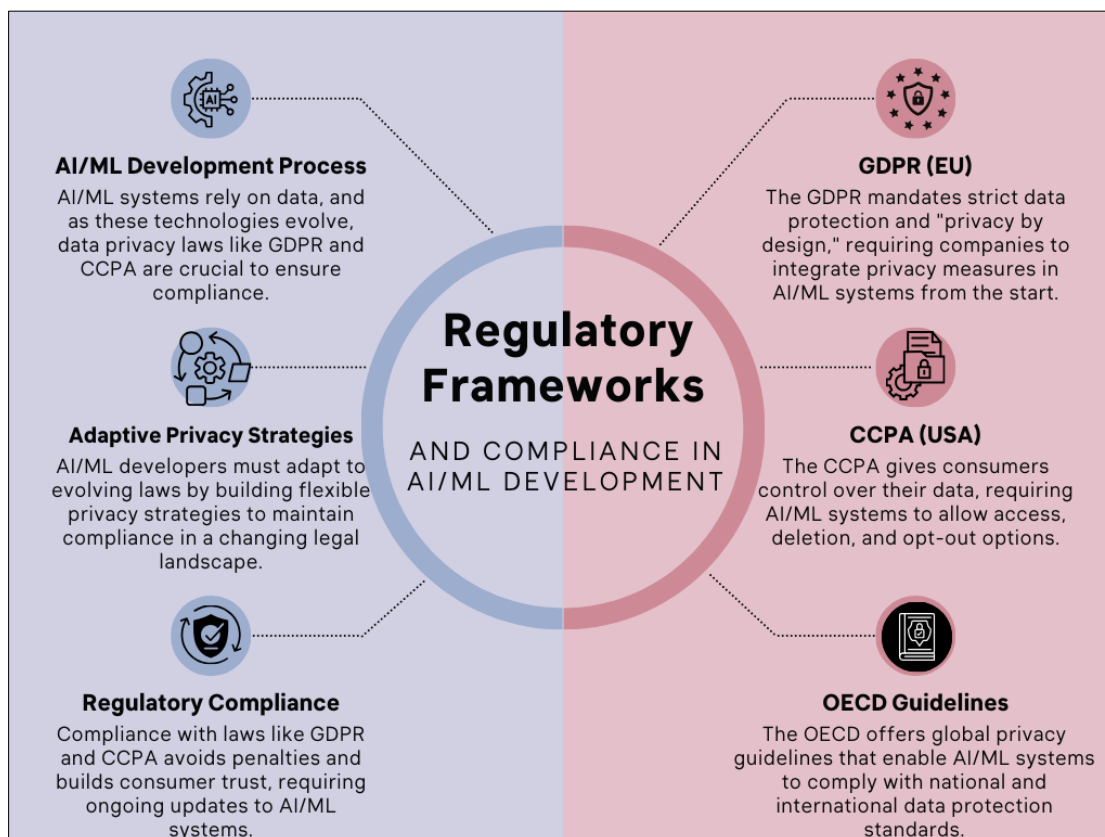 AI
AI/ML Development Process
AI/ML systems rely on data, and
as these technologies evolve,
data privacy laws like GDPR and
CCPA are crucial to ensure
compliance.
Adaptive Privacy Strategies
AI/ML developers must adapt to
evolving laws by building flexible
privacy strategies to maintain
compliance in a changing legal
landscape.
Regulatory Compliance
Compliance with laws like GDPR
and CCPA avoids penalties and
builds consumer trust, requiring
ongoing updates to AI/ML
systems.
Regulatory
Frameworks
AND COMPLIANCE IN
AI/ML DEVELOPMENT
GDPR (EU)
The GDPR mandates strict data
protection and "privacy by
design," requiring companies to
integrate privacy measures in
AI/ML systems from the start.
CCPA (USA)
The CCPA gives consumers
control over their data, requiring
AI/ML systems to allow access,
deletion, and opt-out options.
OECD Guidelines
The OECD offers global privacy
guidelines that enable AI/ML systems
to comply with national and
international data protection
standards.